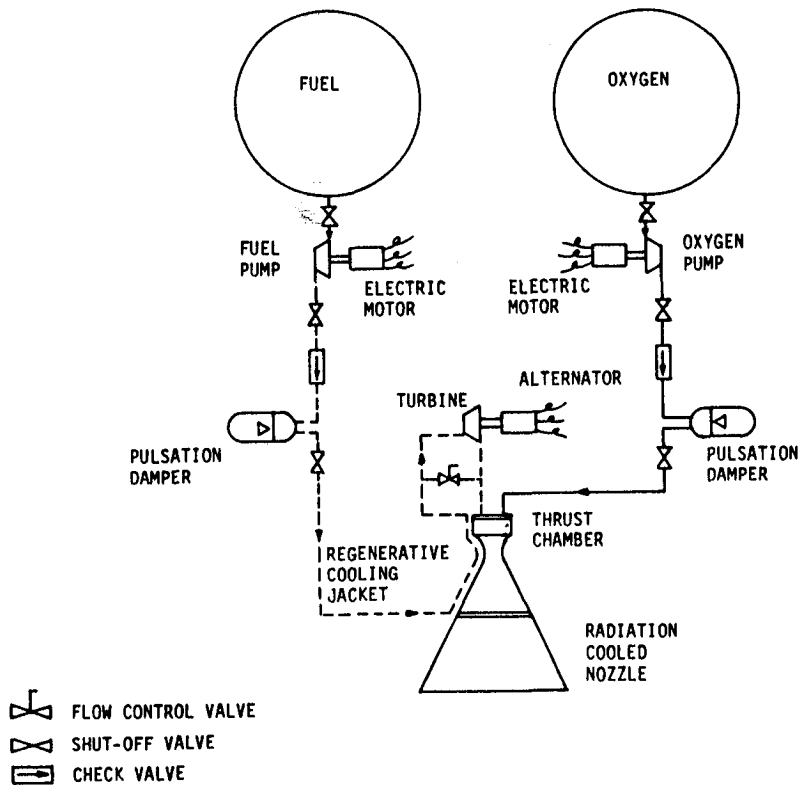 FUEL
OXYGEN
FUEL
PUMP
ELECTRIC
MOTOR
ELECTRIC
MOTOR
OXYGEN
PUMP
TURBINE
ALTERNATOR
PULSATION
DAMPER
PULSATION
DAMPER
THRUST
CHAMBER
REGENERATIVE
COOLING
JACKET
RADIATION
COOLED
NOZZLE
FLOW CONTROL VALVE
SHUT-OFF VALVE
CHECK VALVE